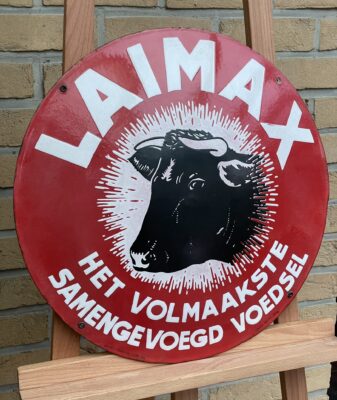 LAIMAX
HET VOLMAAKSTE
SAMENGEVOEGD VOEDSEL